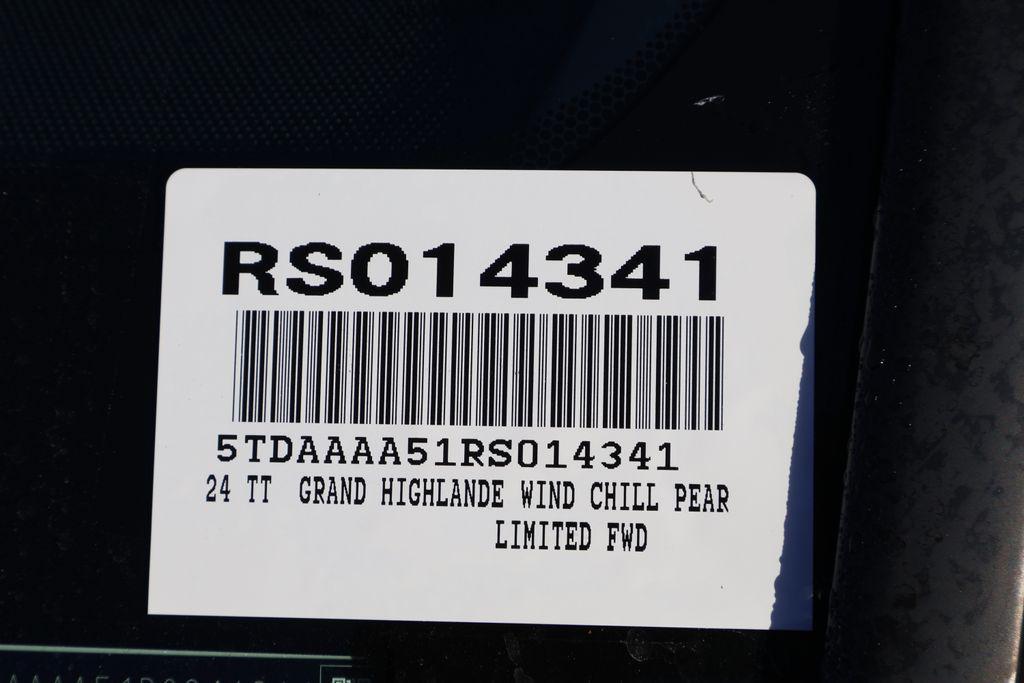 RS014341
5TDAAAA51RS014341
24 TT GRAND HIGHLANDE WIND CHILL PEAR
LIMITED FWD